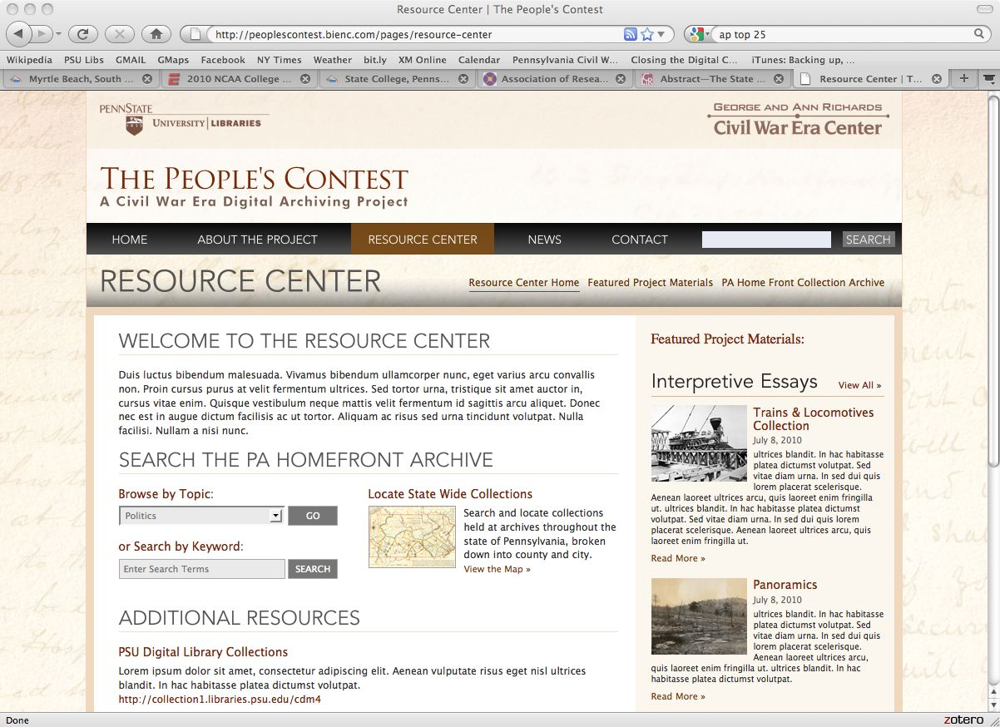 Resource Center | The People's Contest
http://peoplescontest.bienc.com/pages/resource-center
ap top 25
Wikipedia PSU Libs GMAIL GMaps Facebook NY Times Weather bit.ly XM Online Calendar Pennsylvania Civil W... Closing the Digital C... iTunes: Backing up, ...
Myrtle Beach, South ... 2010 NCAA College ... State College, Penns... Association of Resea... Abstract—The State ... Resource Center | T...
PENNSTATE
1855
UNIVERSITY | LIBRARIES
GEORGE AND ANN RICHARDS
Civil War Era Center
THE PEOPLE'S CONTEST
A Civil War Era Digital Archiving Project
HOME ABOUT THE PROJECT RESOURCE CENTER NEWS CONTACT SEARCH
RESOURCE CENTER
Resource Center Home Featured Project Materials PA Home Front Collection Archive
WELCOME TO THE RESOURCE CENTER
Duis luctus bibendum malesuada. Vivamus bibendum ullamcorper nunc, eget varius arcu convallis
non. Proin cursus purus at velit fermentum ultrices. Sed tortor urna, tristique sit amet auctor in,
cursus vitae enim. Quisque vestibulum neque mattis velit fermentum id sagittis arcu aliquet. Donec
nec est in augue dictum facilisis ac ut tortor. Aliquam ac risus sed urna tincidunt volutpat. Nulla
facilisi. Nullam a nisi nunc.
SEARCH THE PA HOMEFRONT ARCHIVE
Browse by Topic:
Politics
GO
or Search by Keyword:
Enter Search Terms
SEARCH
Locate State Wide Collections
Search and locate collections
held at archives throughout the
state of Pennsylvania, broken
down into county and city.
View the Map »
ADDITIONAL RESOURCES
PSU Digital Library Collections
Lorem ipsum dolor sit amet, consectetur adipiscing elit. Aenean vulputate risus eget nisl ultrices
blandit. In hac habitasse platea dictumst volutpat.
http://collection1.libraries.psu.edu/cdm4
Featured Project Materials:
Interpretive Essays
View All »
Trains & Locomotives
Collection
July 8, 2010
ultrices blandit. In hac habitasse
platea dictumst volutpat. Sed
vitae diam urna. In sed dui quis
lorem placerat scelerisque.
Aenean laoreet ultrices arcu, quis laoreet enim fringilla
ut. ultrices blandit. In hac habitasse platea dictumst
volutpat. Sed vitae diam urna. In sed dui quis lorem
placerat scelerisque. Aenean laoreet ultrices arcu, quis
laoreet enim fringilla ut.
Read More »
Panoramics
July 8, 2010
ultrices blandit. In hac habitasse
platea dictumst volutpat. Sed
vitae diam urna. In sed dui quis
lorem placerat scelerisque.
Aenean laoreet ultrices arcu,
quis laoreet enim fringilla ut. ultrices blandit. In hac
habitasse platea dictumst volutpat.
Read More »
Done
zotero